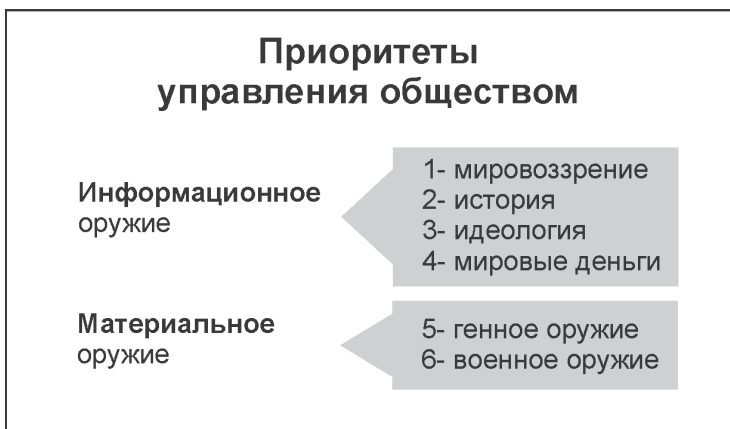 Приоритеты
управления обществом
Информационное
оружие
1- мировоззрение
2- история
3- идеология
4- мировые деньги
Материальное
оружие
5- генное оружие
6- военное оружие